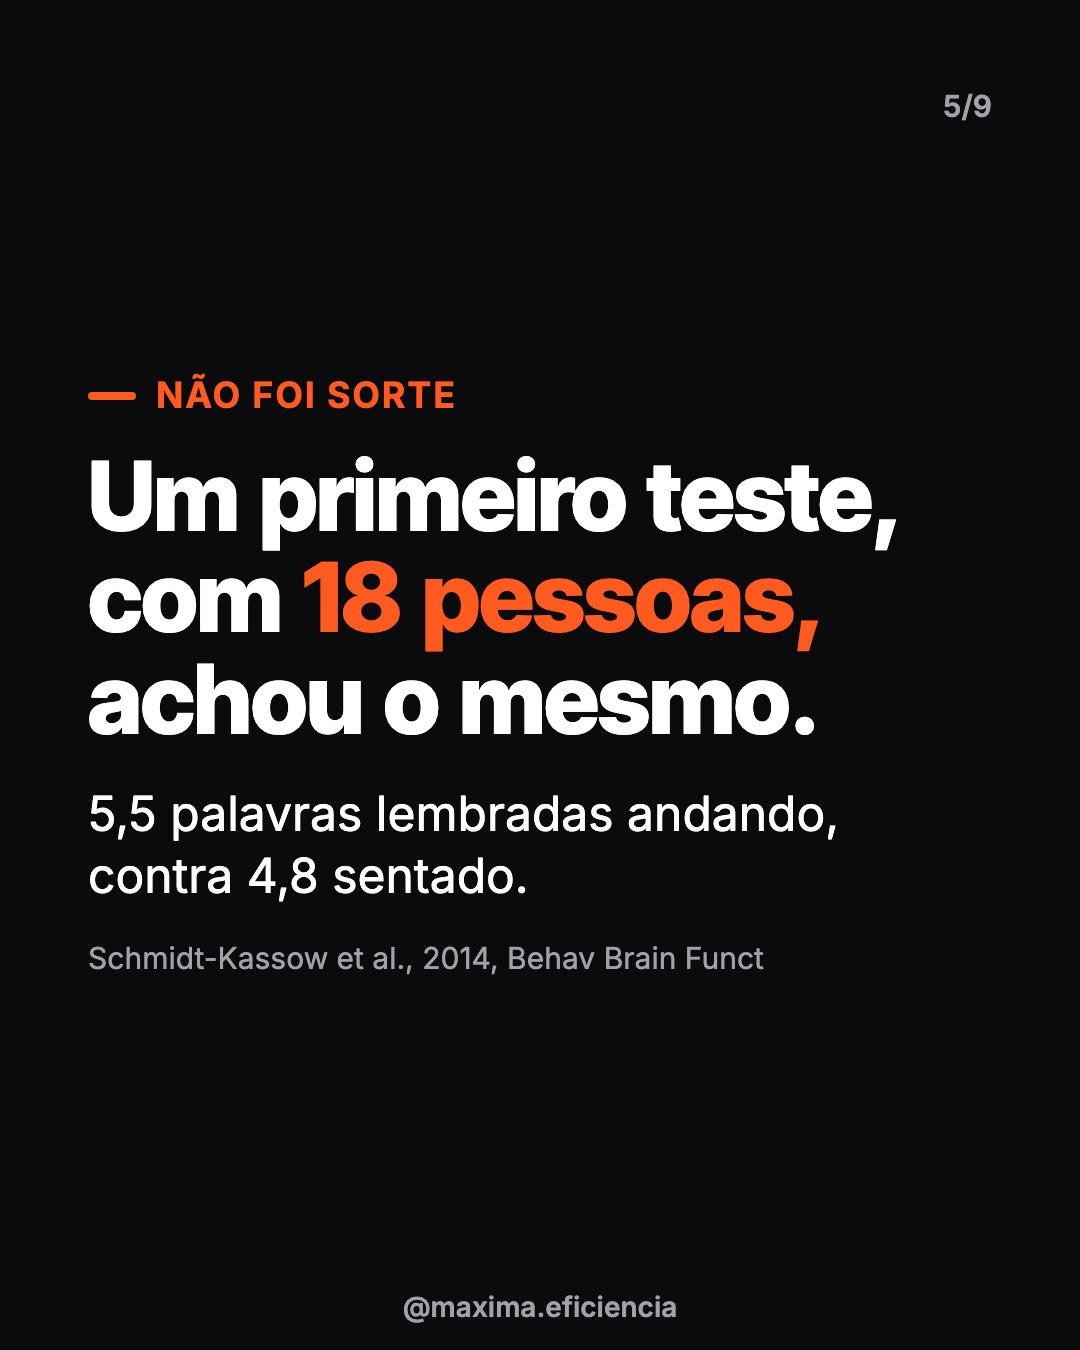 5/9
NÃO FOI SORTE
Um primeiro teste,
com 18 pessoas,
achou o mesmo.
5,5 palavras lembradas andando,
contra 4,8 sentado.
Schmidt-Kassow et al., 2014, Behav Brain Funct
@maxima.eficiencia